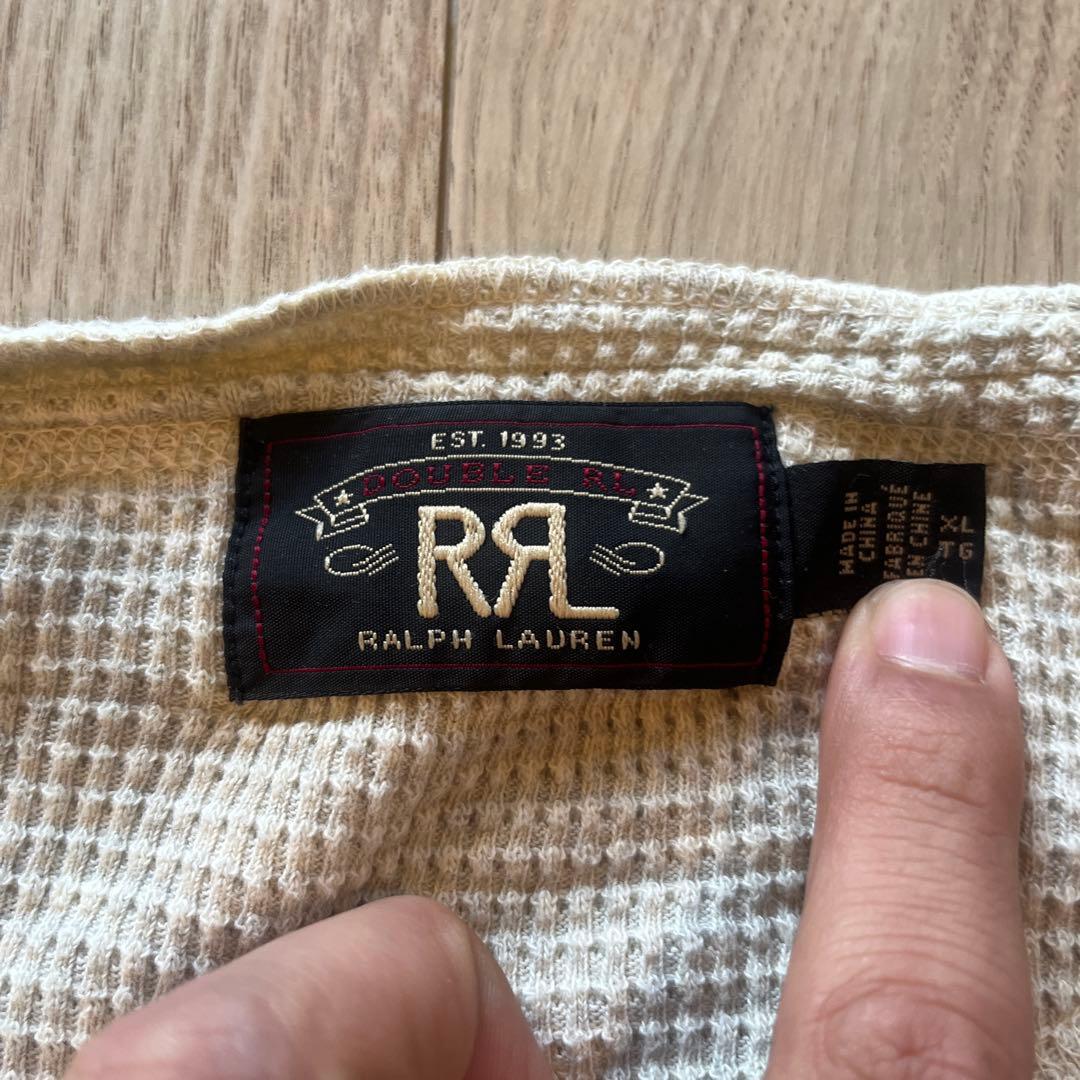 EST. 1993
DOUBLE RL
RRL
RALPH LAUREN
MADE IN
CHINA
FABRIQUÉ
EN CHINE
XL
TG